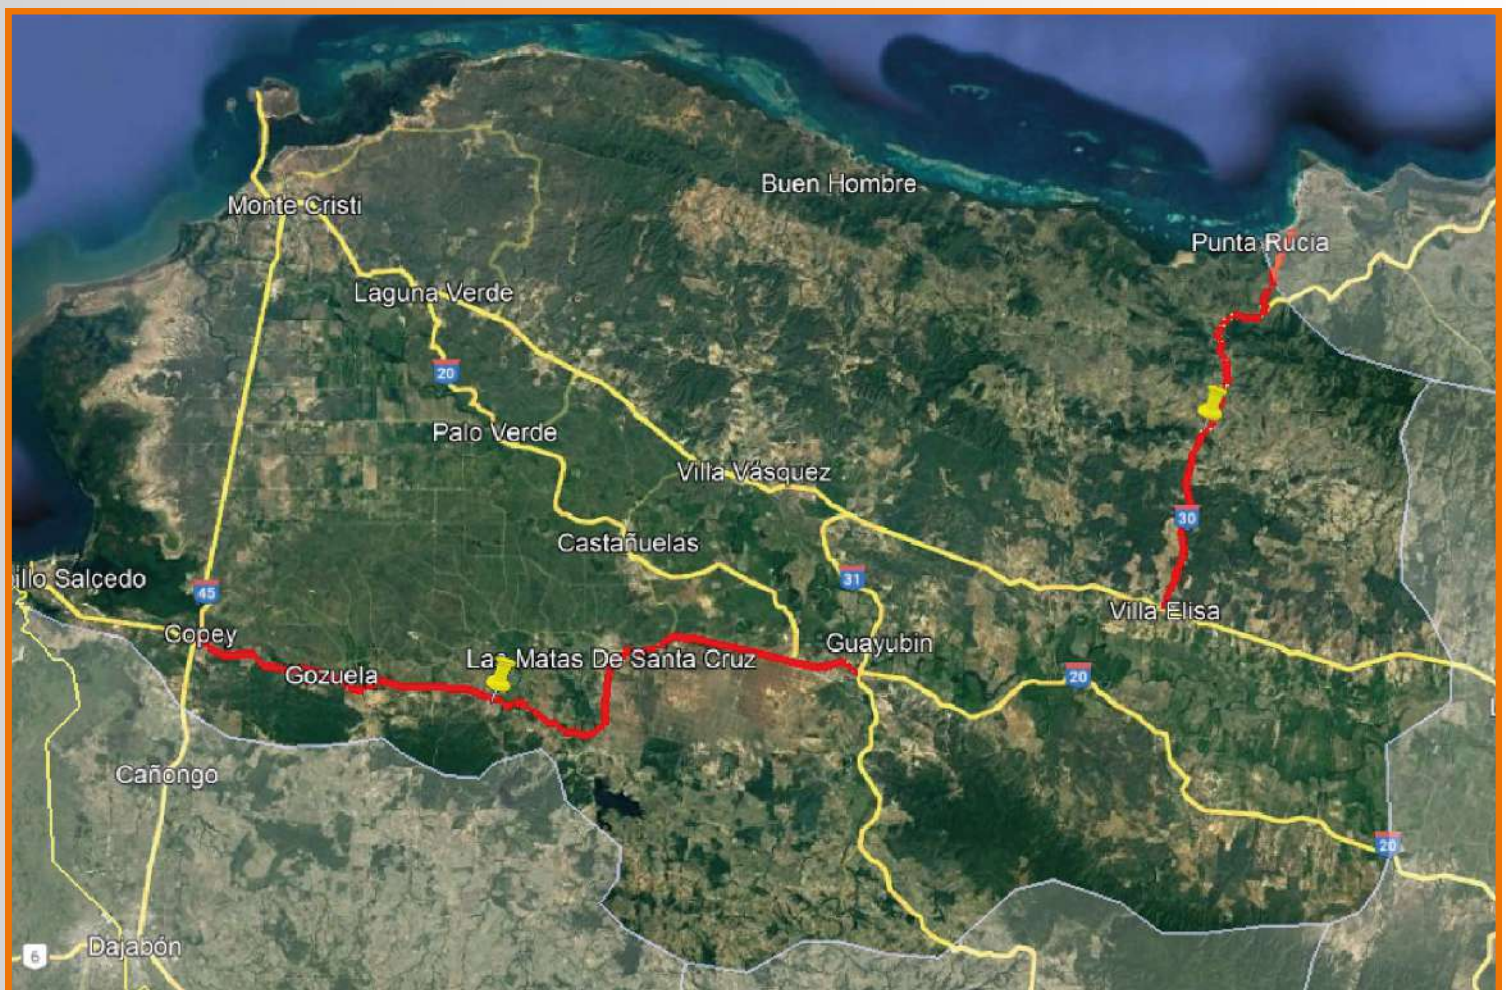 Buen Hombre
Monte Cristi
Punta Rucia
Laguna Verde
20
Palo Verde
Villa Vásquez
30
Castañuelas
illo Salcedo
45
31
Villa Elisa
Copey
Guayubin
Las Matas De Santa Cruz
Gozuela
20
Cañongo
20
Dajabón
6